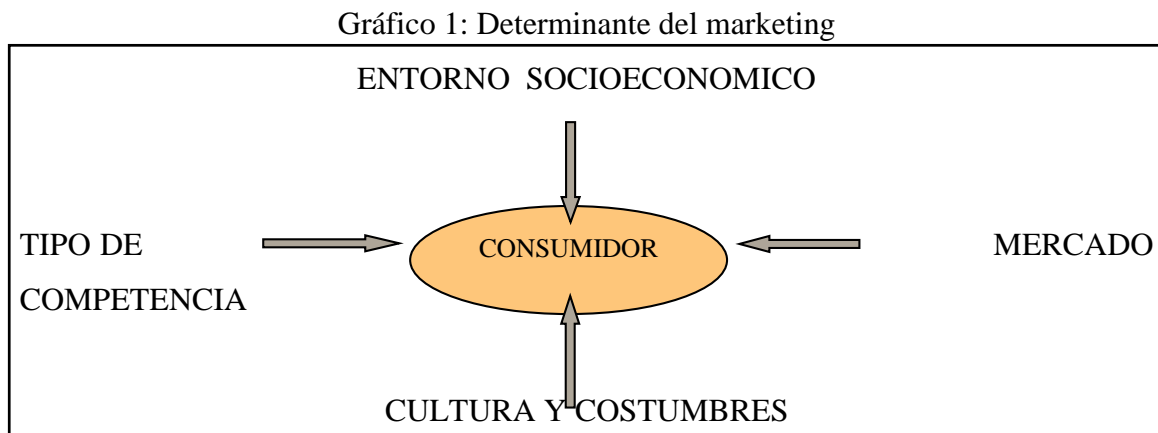 Gráfico 1: Determinante del marketing
ENTORNO SOCIOECONOMICO
TIPO DE
COMPETENCIA
CONSUMIDOR
MERCADO
CULTURA Y COSTUMBRES